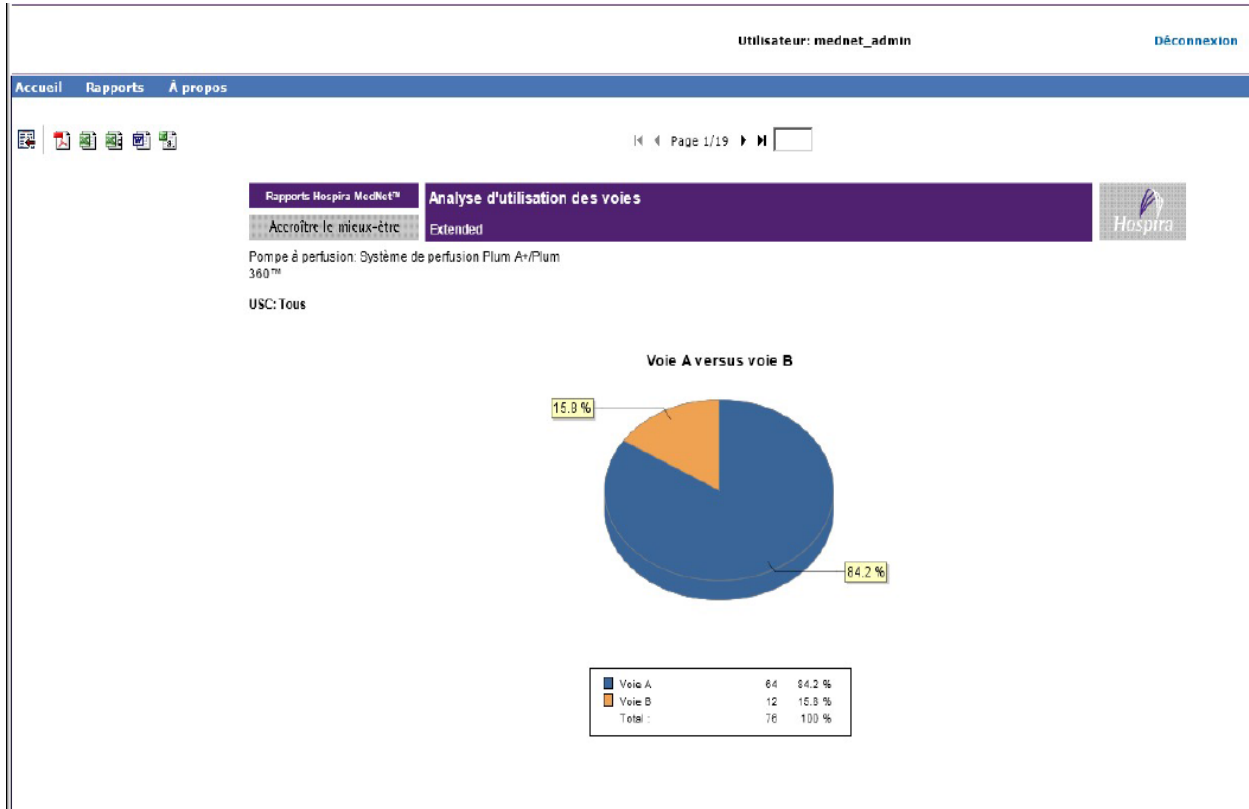 Utilisateur: mednet_admin
Déconnexion
Accueil Rapports À propos
Page 1/19
Rapports Hospira MedNet™
Analyse d'utilisation des voies
Accroître le mieux-être
Extended
Hospira
Pompe à perfusion: Système de perfusion Plum A+/Plum
360™
USC: Tous
Voie A versus voie B
15.8 %
84.2 %
Voie A 64 84.2 %
Voie B 12 15.8 %
Total : 76 100 %